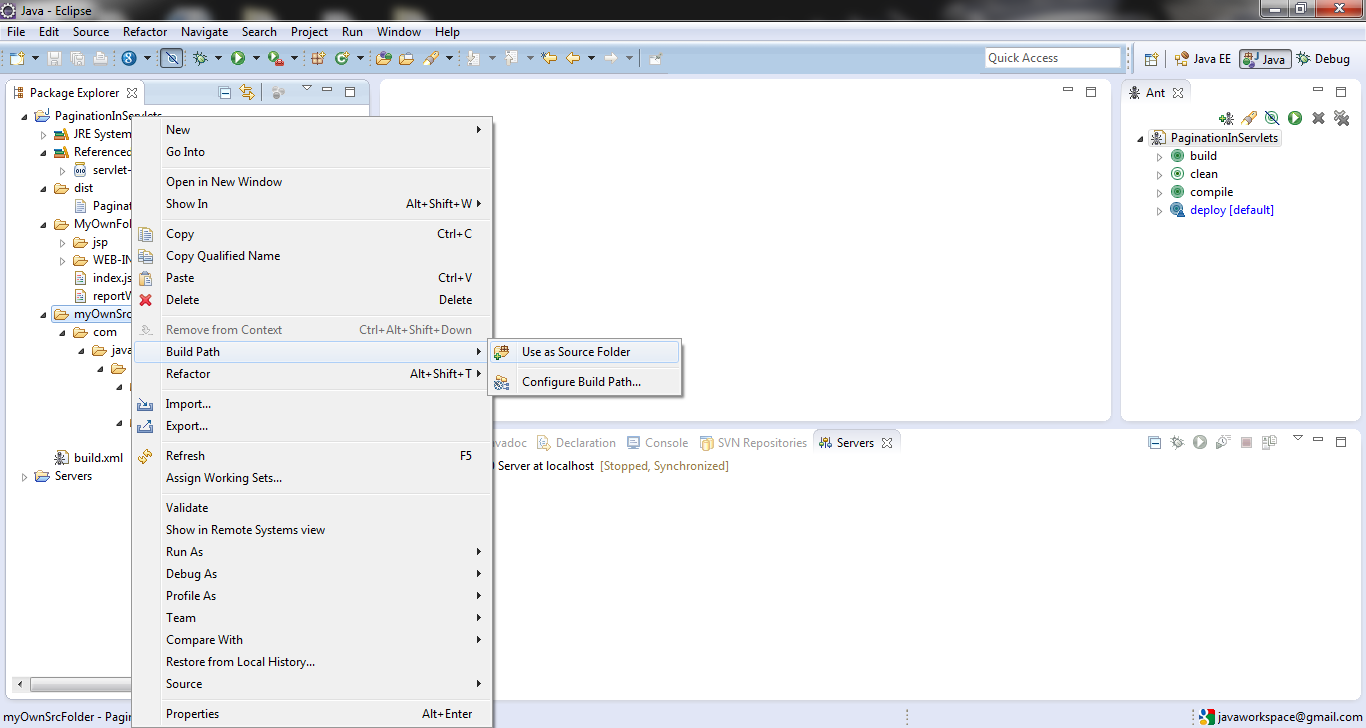 Java - Eclipse
File Edit Source Refactor Navigate Search Project Run Window Help
Quick Access
Java EE
Java
Debug
Package Explorer
PaginationInServlets
JRE System
Referenced
servlet-
dist
Paginat
MyOwnFol
jsp
WEB-IN
index.js
reportV
myOwnSrc
com
java
build.xml
Servers
New
Go Into
Open in New Window
Show In Alt+Shift+W
Copy Ctrl+C
Copy Qualified Name
Paste Ctrl+V
Delete Delete
Remove from Context Ctrl+Alt+Shift+Down
Build Path
Refactor Alt+Shift+T
Import...
Export...
Refresh F5
Assign Working Sets...
Validate
Show in Remote Systems view
Run As
Debug As
Profile As
Team
Compare With
Restore from Local History...
Source
Properties Alt+Enter
Use as Source Folder
Configure Build Path...
Ant
PaginationInServlets
build
clean
compile
deploy [default]
vadoc Declaration Console SVN Repositories Servers
Server at localhost [Stopped, Synchronized]
myOwnSrcFolder - Pagin
javaworkspace@gmail.com